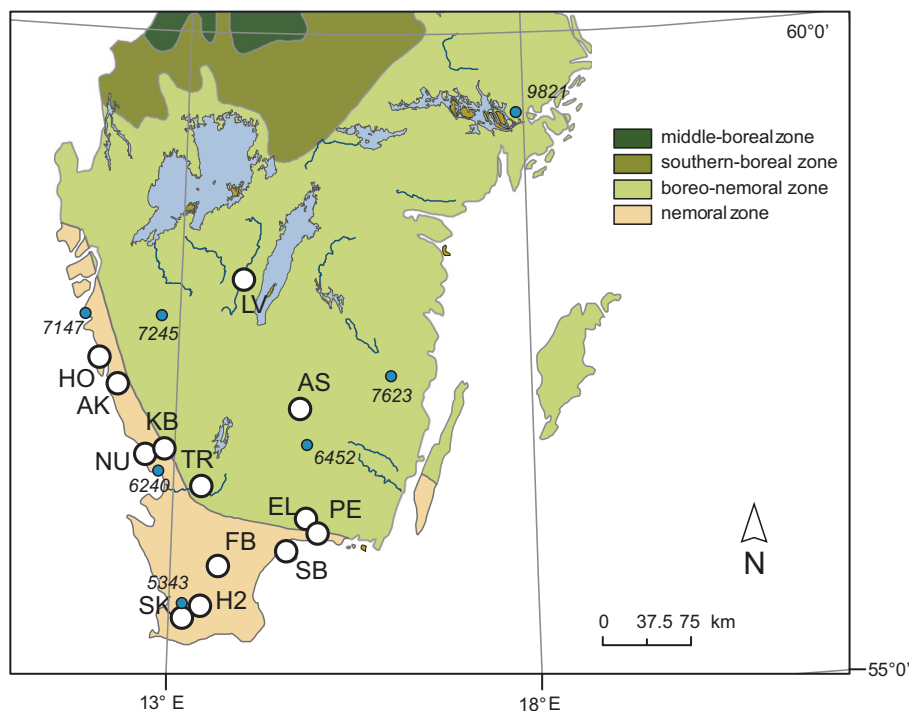 60°0'
9821
middle-boreal zone
southern-boreal zone
boreo-nemoral zone
nemoral zone
LV
7147
7245
HO
AK
7623
AS
KB
NU
TR
6452
6240
EL
PE
FB
SB
N
5343
SK
H2
0 37.5 75 km
55°0'
13° E
18° E